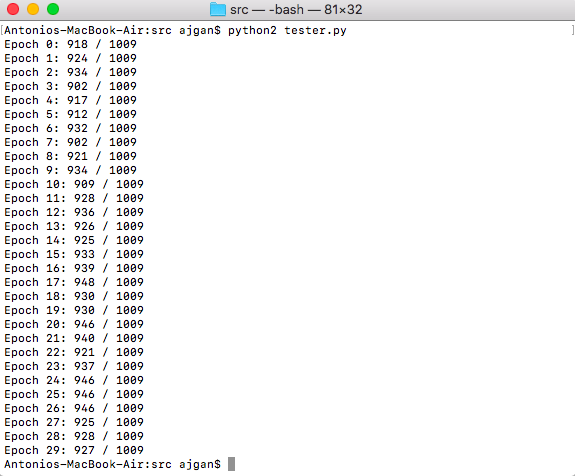 src — -bash — 81×32
[Antonios-MacBook-Air:src ajgan$ python2 tester.py ]
Epoch 0: 918 / 1009
Epoch 1: 924 / 1009
Epoch 2: 934 / 1009
Epoch 3: 902 / 1009
Epoch 4: 917 / 1009
Epoch 5: 912 / 1009
Epoch 6: 932 / 1009
Epoch 7: 902 / 1009
Epoch 8: 921 / 1009
Epoch 9: 934 / 1009
Epoch 10: 909 / 1009
Epoch 11: 928 / 1009
Epoch 12: 936 / 1009
Epoch 13: 926 / 1009
Epoch 14: 925 / 1009
Epoch 15: 933 / 1009
Epoch 16: 939 / 1009
Epoch 17: 948 / 1009
Epoch 18: 930 / 1009
Epoch 19: 930 / 1009
Epoch 20: 946 / 1009
Epoch 21: 940 / 1009
Epoch 22: 921 / 1009
Epoch 23: 937 / 1009
Epoch 24: 946 / 1009
Epoch 25: 946 / 1009
Epoch 26: 946 / 1009
Epoch 27: 925 / 1009
Epoch 28: 928 / 1009
Epoch 29: 927 / 1009
Antonios-MacBook-Air:src ajgan$